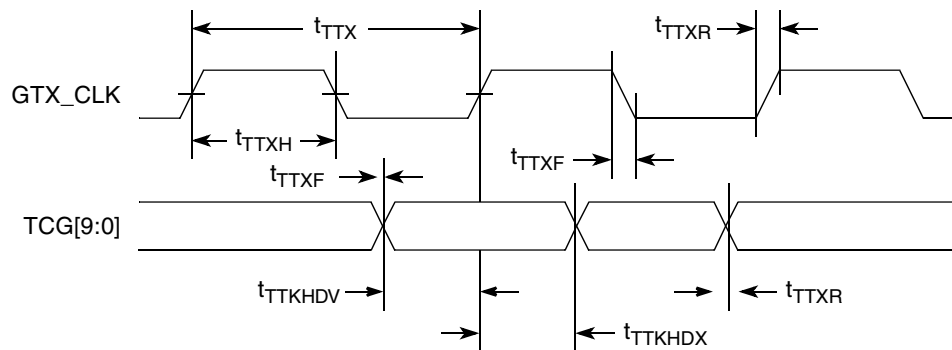 tTTX
tTTXR
GTX_CLK
tTTXH
tTTXF
tTTXF
TCG[9:0]
tTTKHDV
tTTXR
tTTKHDX